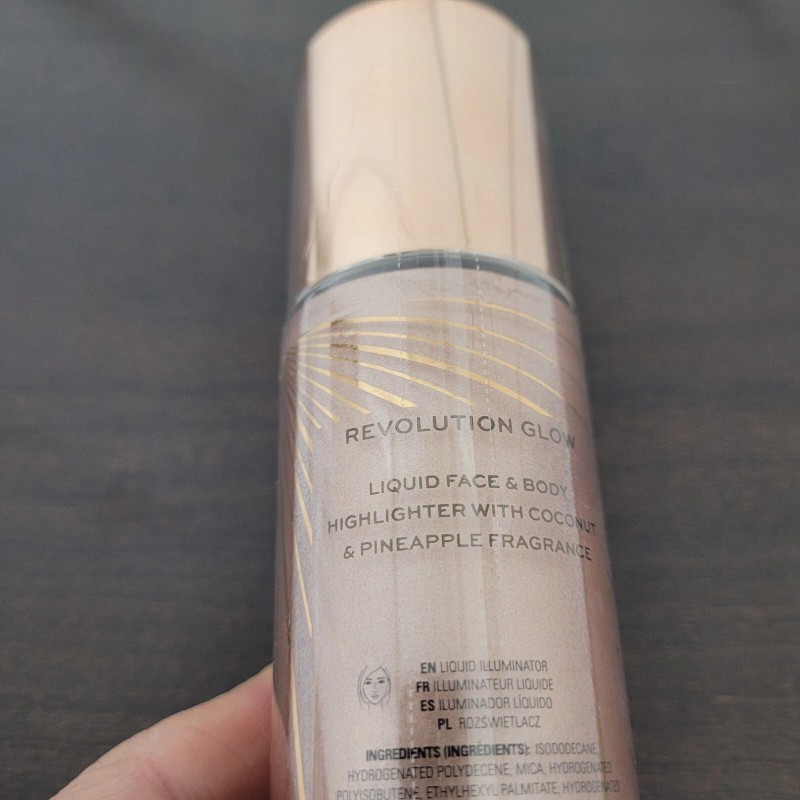 REVOLUTION GLOW
LIQUID FACE & BODY
HIGHLIGHTER WITH COCONUT
& PINEAPPLE FRAGRANCE
EN LIQUID ILLUMINATOR
FR ILLUMINATEUR LIQUIDE
ES ILUMINADOR LÍQUIDO
PL ROZŚWIETLACZ
INGREDIENTS (INGRÉDIENTS): ISODODECANE,
HYDROGENATED POLYDECENE, MICA, HYDROGENATED
POLYISOBUTENE, ETHYLHEXYL PALMITATE, HYDROGENATED